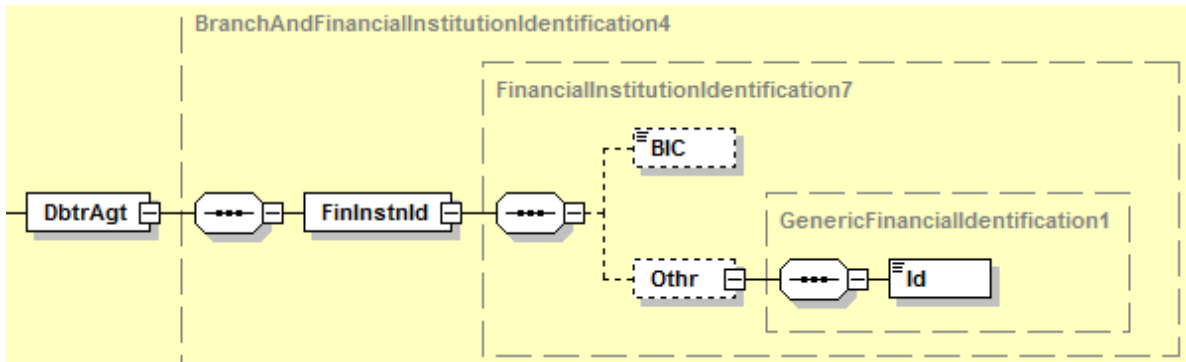 BranchAndFinancialInstitutionIdentification4
FinancialInstitutionIdentification7
BIC
DbtrAgt
FinInstnId
GenericFinancialIdentification1
Othr
Id